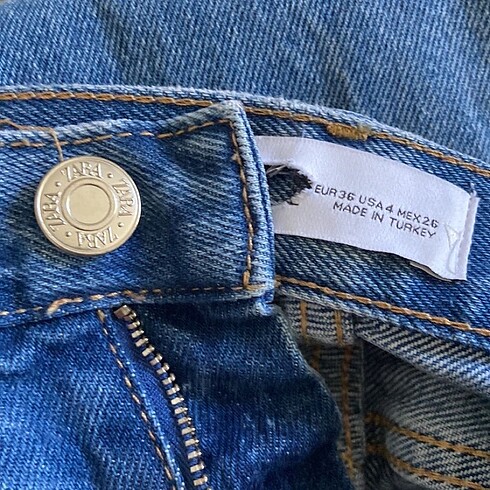 ZARA · ZARA · ZARA · ZARA ·
EUR 36 USA 4 MEX 26
MADE IN TURKEY